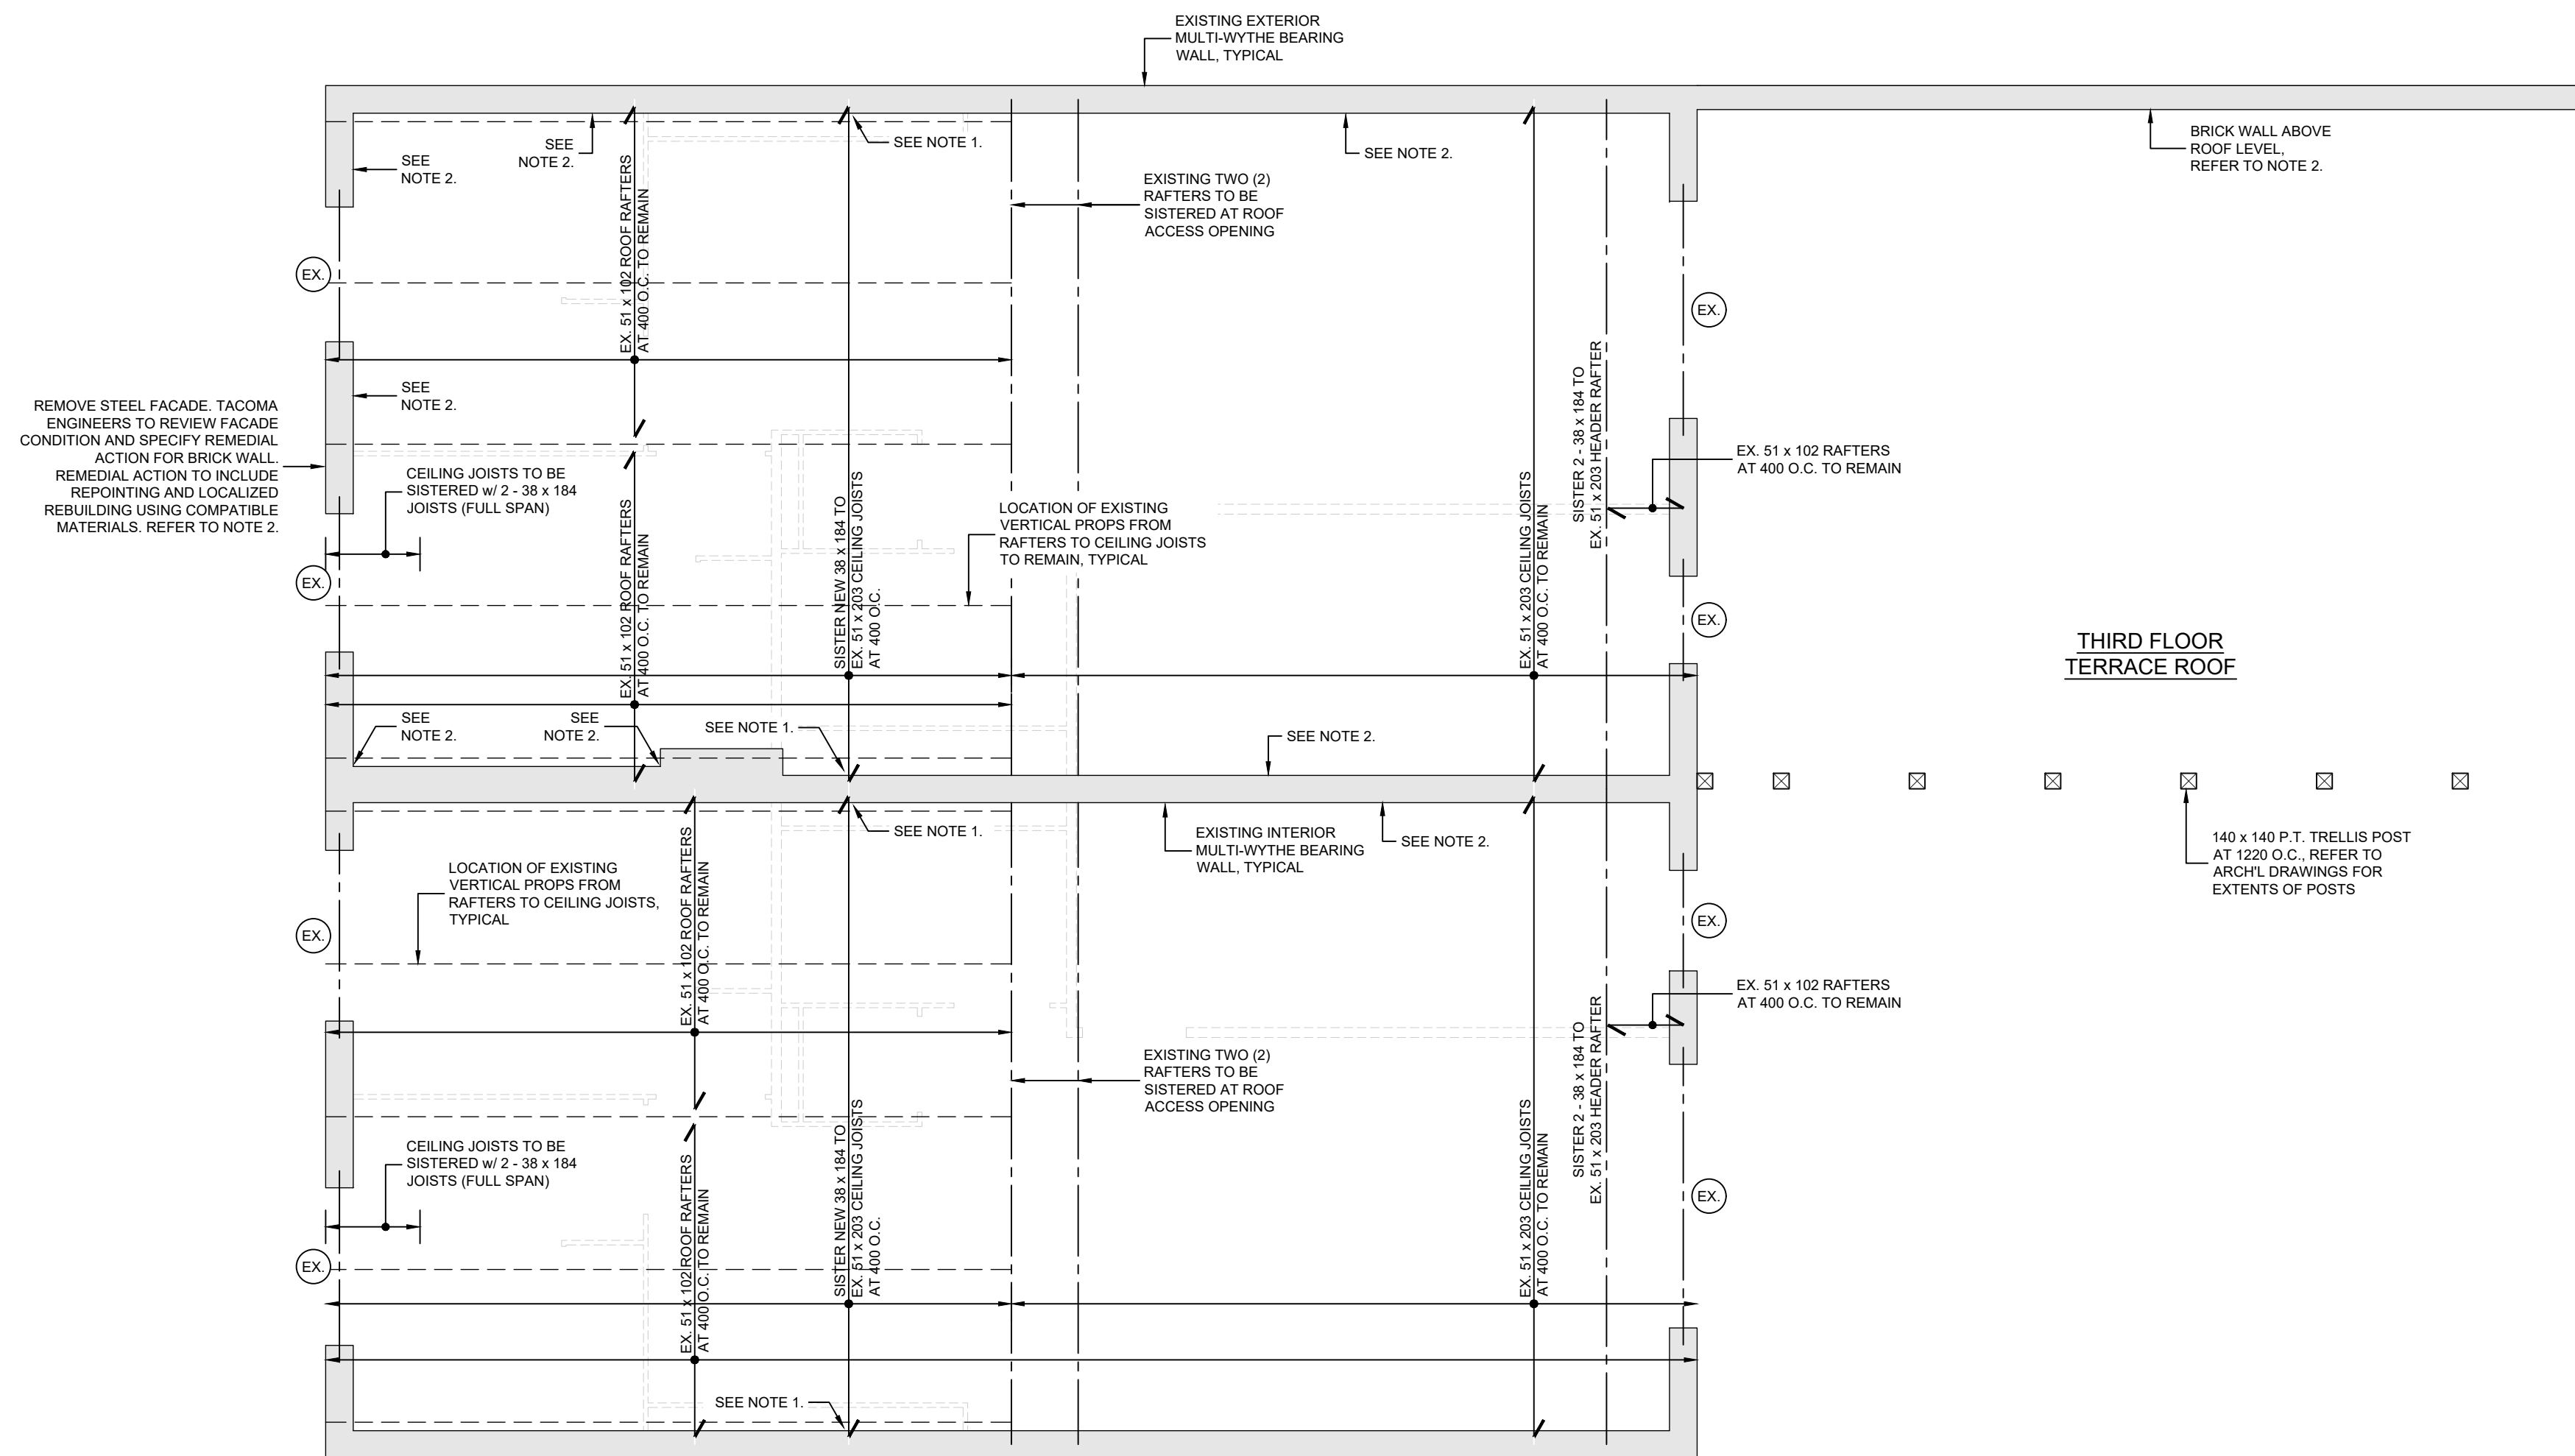 EXISTING EXTERIOR
MULTI-WYTHE BEARING
WALL, TYPICAL
SEE
NOTE 2.
SEE
NOTE 2.
EX. 51 x 102 ROOF RAFTERS
AT 400 O.C. TO REMAIN
SEE NOTE 1.
EXISTING TWO (2)
RAFTERS TO BE
SISTERED AT ROOF
ACCESS OPENING
SEE NOTE 2.
BRICK WALL ABOVE
ROOF LEVEL,
REFER TO NOTE 2.
EX.
EX.
SEE
NOTE 2.
REMOVE STEEL FACADE. TACOMA
ENGINEERS TO REVIEW FACADE
CONDITION AND SPECIFY REMEDIAL
ACTION FOR BRICK WALL.
REMEDIAL ACTION TO INCLUDE
REPOINTING AND LOCALIZED
REBUILDING USING COMPATIBLE
MATERIALS. REFER TO NOTE 2.
CEILING JOISTS TO BE
SISTERED w/ 2 - 38 x 184
JOISTS (FULL SPAN)
EX. 51 x 102 ROOF RAFTERS
AT 400 O.C. TO REMAIN
SISTER NEW 38 x 184 TO
EX. 51 x 203 CEILING JOISTS
AT 400 O.C.
LOCATION OF EXISTING
VERTICAL PROPS FROM
RAFTERS TO CEILING JOISTS
TO REMAIN, TYPICAL
EX. 51 x 203 CEILING JOISTS
AT 400 O.C. TO REMAIN
SISTER 2 - 38 x 184 TO
EX. 51 x 203 HEADER RAFTER
EX. 51 x 102 RAFTERS
AT 400 O.C. TO REMAIN
EX.
EX.
THIRD FLOOR
TERRACE ROOF
SEE
NOTE 2.
SEE
NOTE 2.
SEE NOTE 1.
SEE NOTE 2.
SEE NOTE 1.
EXISTING INTERIOR
MULTI-WYTHE BEARING
WALL, TYPICAL
SEE NOTE 2.
140 x 140 P.T. TRELLIS POST
AT 1220 O.C., REFER TO
ARCH'L DRAWINGS FOR
EXTENTS OF POSTS
LOCATION OF EXISTING
VERTICAL PROPS FROM
RAFTERS TO CEILING JOISTS,
TYPICAL
EX. 51 x 102 ROOF RAFTERS
AT 400 O.C. TO REMAIN
EX.
EX.
EX. 51 x 102 RAFTERS
AT 400 O.C. TO REMAIN
EXISTING TWO (2)
RAFTERS TO BE
SISTERED AT ROOF
ACCESS OPENING
SISTER 2 - 38 x 184 TO
EX. 51 x 203 HEADER RAFTER
CEILING JOISTS TO BE
SISTERED w/ 2 - 38 x 184
JOISTS (FULL SPAN)
EX. 51 x 102 ROOF RAFTERS
AT 400 O.C. TO REMAIN
SISTER NEW 38 x 184 TO
EX. 51 x 203 CEILING JOISTS
AT 400 O.C.
EX. 51 x 203 CEILING JOISTS
AT 400 O.C. TO REMAIN
EX.
EX.
SEE NOTE 1.